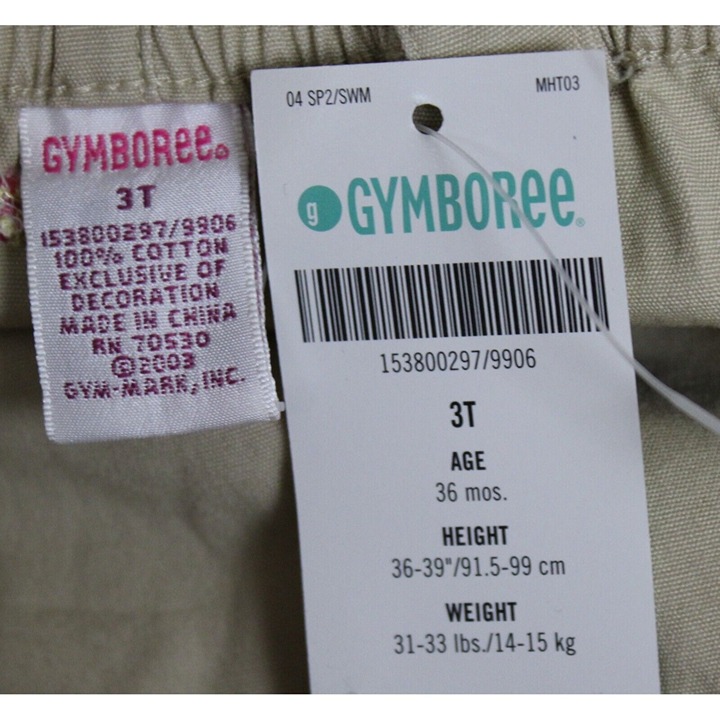 GYMBOREE
3T
153800297/9906
100% COTTON
EXCLUSIVE OF
DECORATION
MADE IN CHINA
RN 70530
©2003
GYM-MARK, INC.
04 SP2/SWM
MHT03
g GYMBOREE®
153800297/9906
3T
AGE
36 mos.
HEIGHT
36-39"/91.5-99 cm
WEIGHT
31-33 lbs./14-15 kg